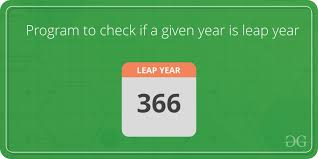 Program to check if a given year is leap year
LEAP YEAR
366